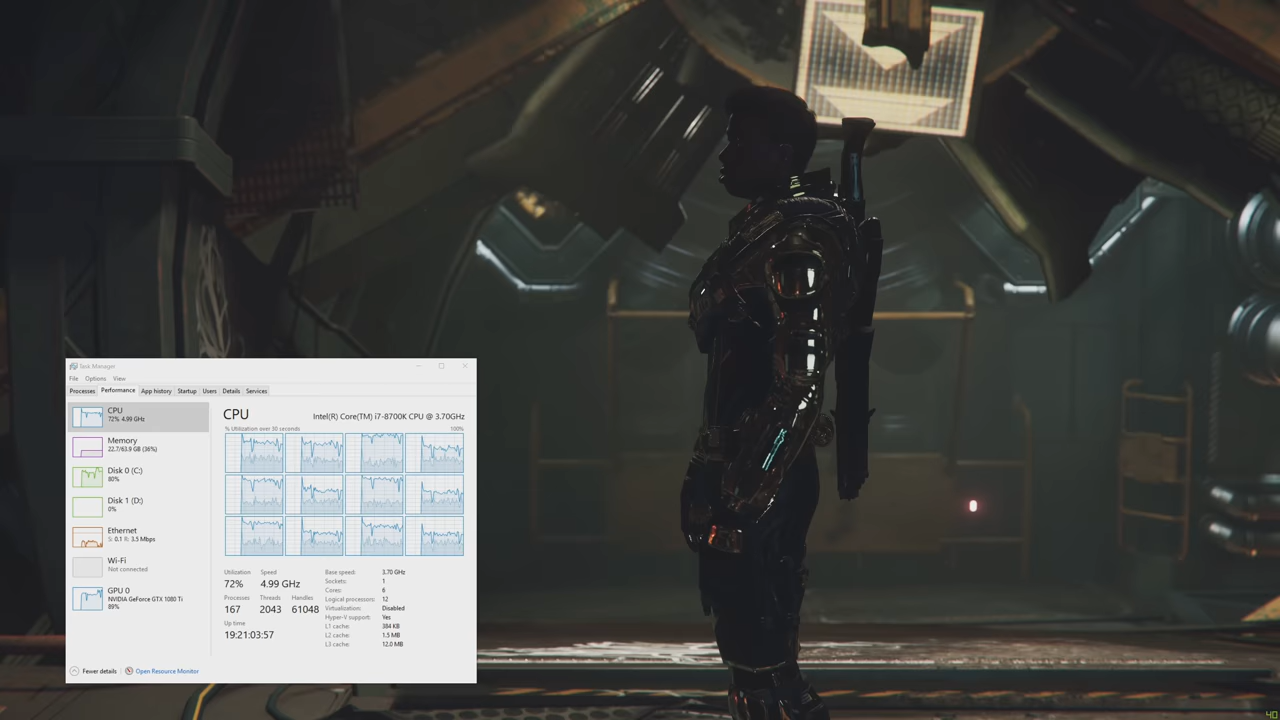 Task Manager
File Options View
Processes Performance App history Startup Users Details Services
CPU
72% 4.99 GHz
Memory
22.7/63.9 GB (36%)
Disk 0 (C:)
80%
Disk 1 (D:)
0%
Ethernet
S: 0.1 R: 3.5 Mbps
Wi-Fi
Not connected
GPU 0
NVIDIA GeForce GTX 1080 Ti
89%
CPU
Intel(R) Core(TM) i7-8700K CPU @ 3.70GHz
% Utilization over 30 seconds 100%
Utilization Speed
72% 4.99 GHz
Processes Threads Handles
167 2043 61048
Up time
19:21:03:57
Base speed: 3.70 GHz
Sockets: 1
Cores: 6
Logical processors: 12
Virtualization: Disabled
Hyper-V support: Yes
L1 cache: 384 KB
L2 cache: 1.5 MB
L3 cache: 12.0 MB
Fewer details Open Resource Monitor
40